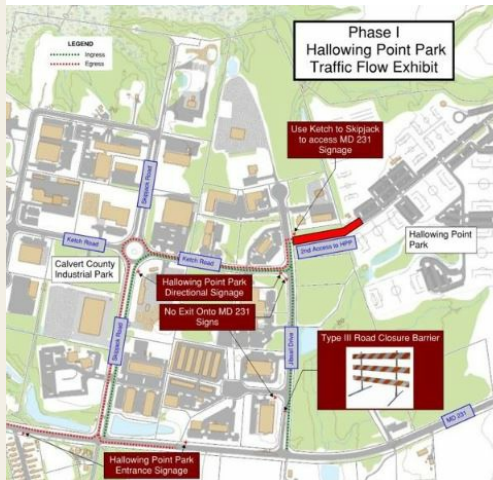 Phase I
Hallowing Point Park
Traffic Flow Exhibit
LEGEND
Ingress
Egress
Use Ketch to Skipjack
to access MD 231
Signage
Skipjack Road
Ketch Road
2nd Access to HPP
Hallowing Point
Park
Calvert County
Industrial Park
Ketch Road
Hallowing Point Park
Directional Signage
No Exit Onto MD 231
Signs
Skipjack Road
Jibsail Drive
Type III Road Closure Barrier
MD 231
Hallowing Point Park
Entrance Signage